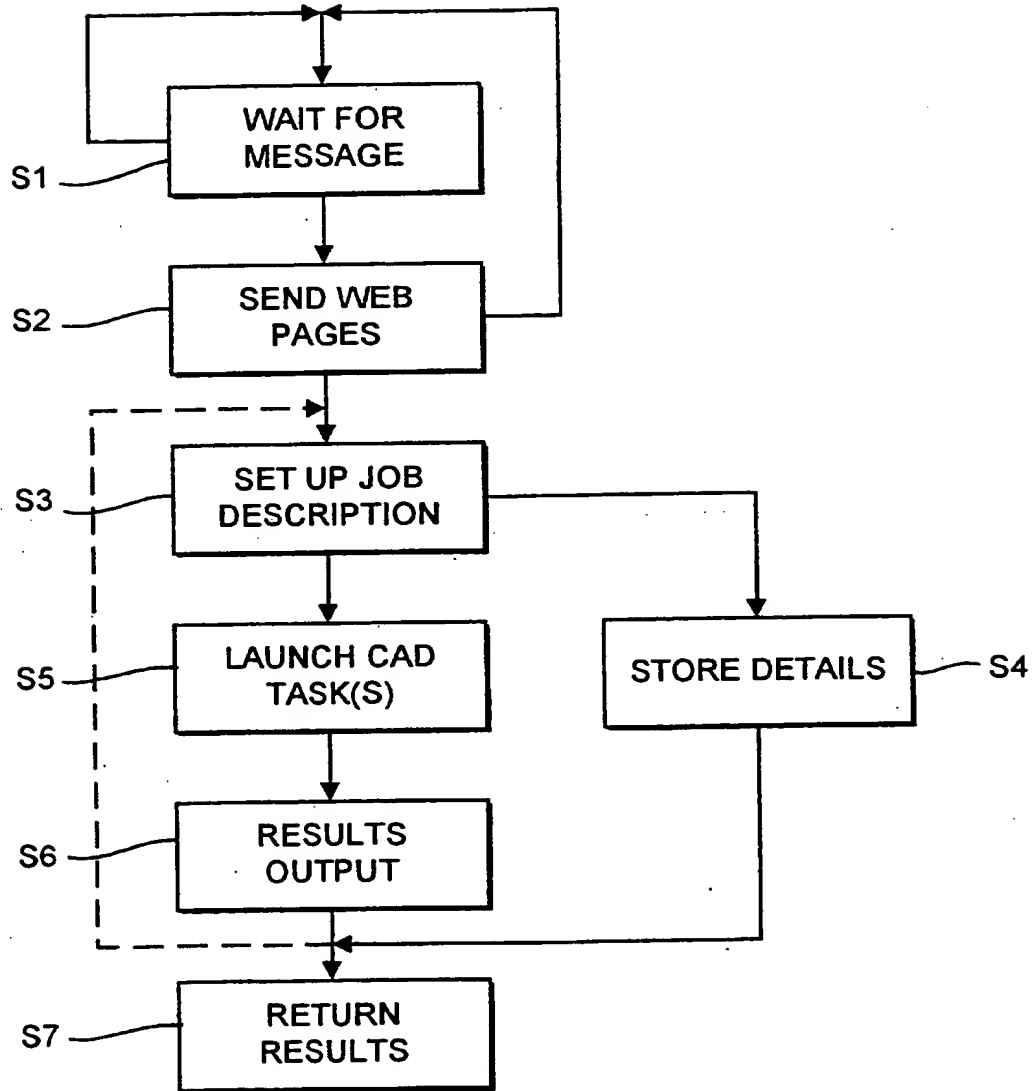 WAIT FOR
MESSAGE
S1
SEND WEB
PAGES
S2
SET UP JOB
DESCRIPTION
S3
LAUNCH CAD
TASK(S)
S5
STORE DETAILS
S4
RESULTS
OUTPUT
S6
RETURN
RESULTS
S7